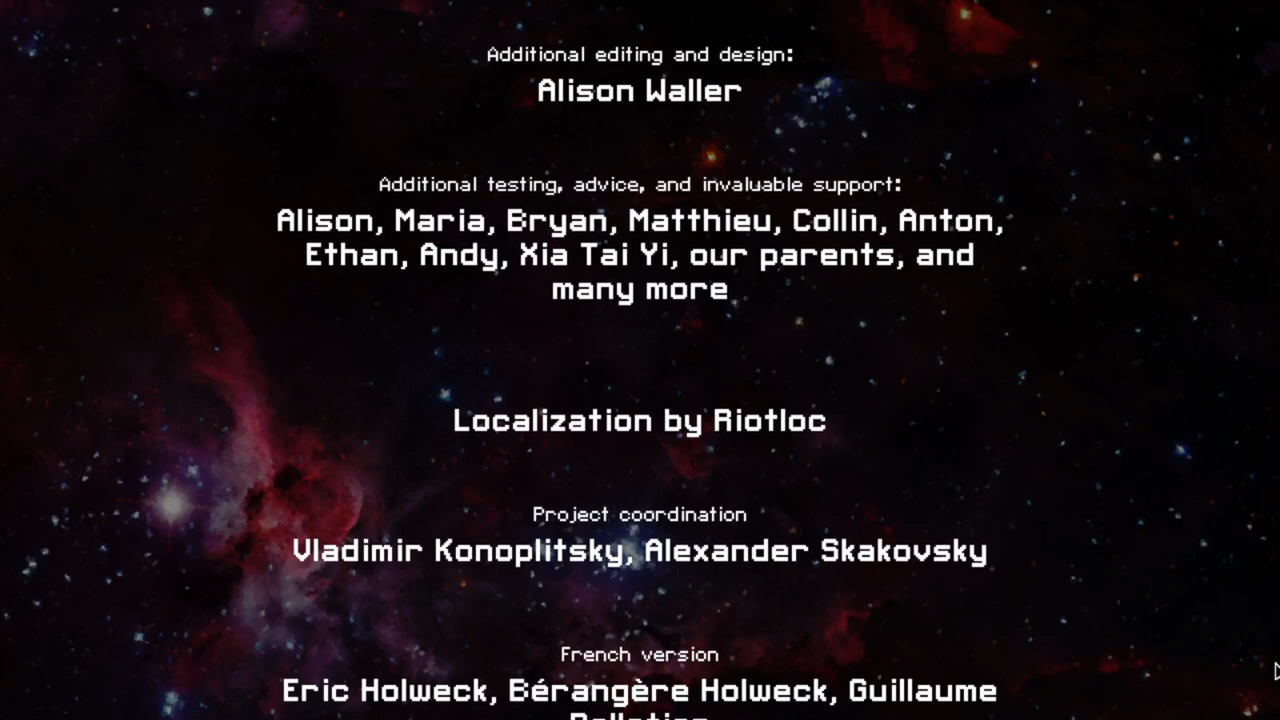 Additional editing and design:
Alison Waller
Additional testing, advice, and invaluable support:
Alison, Maria, Bryan, Matthieu, Collin, Anton,
Ethan, Andy, Xia Tai Yi, our parents, and
many more
Localization by Riotloc
Project coordination
Vladimir Konoplitsky, Alexander Skakovsky
French version
Eric Holweck, Bérangère Holweck, Guillaume